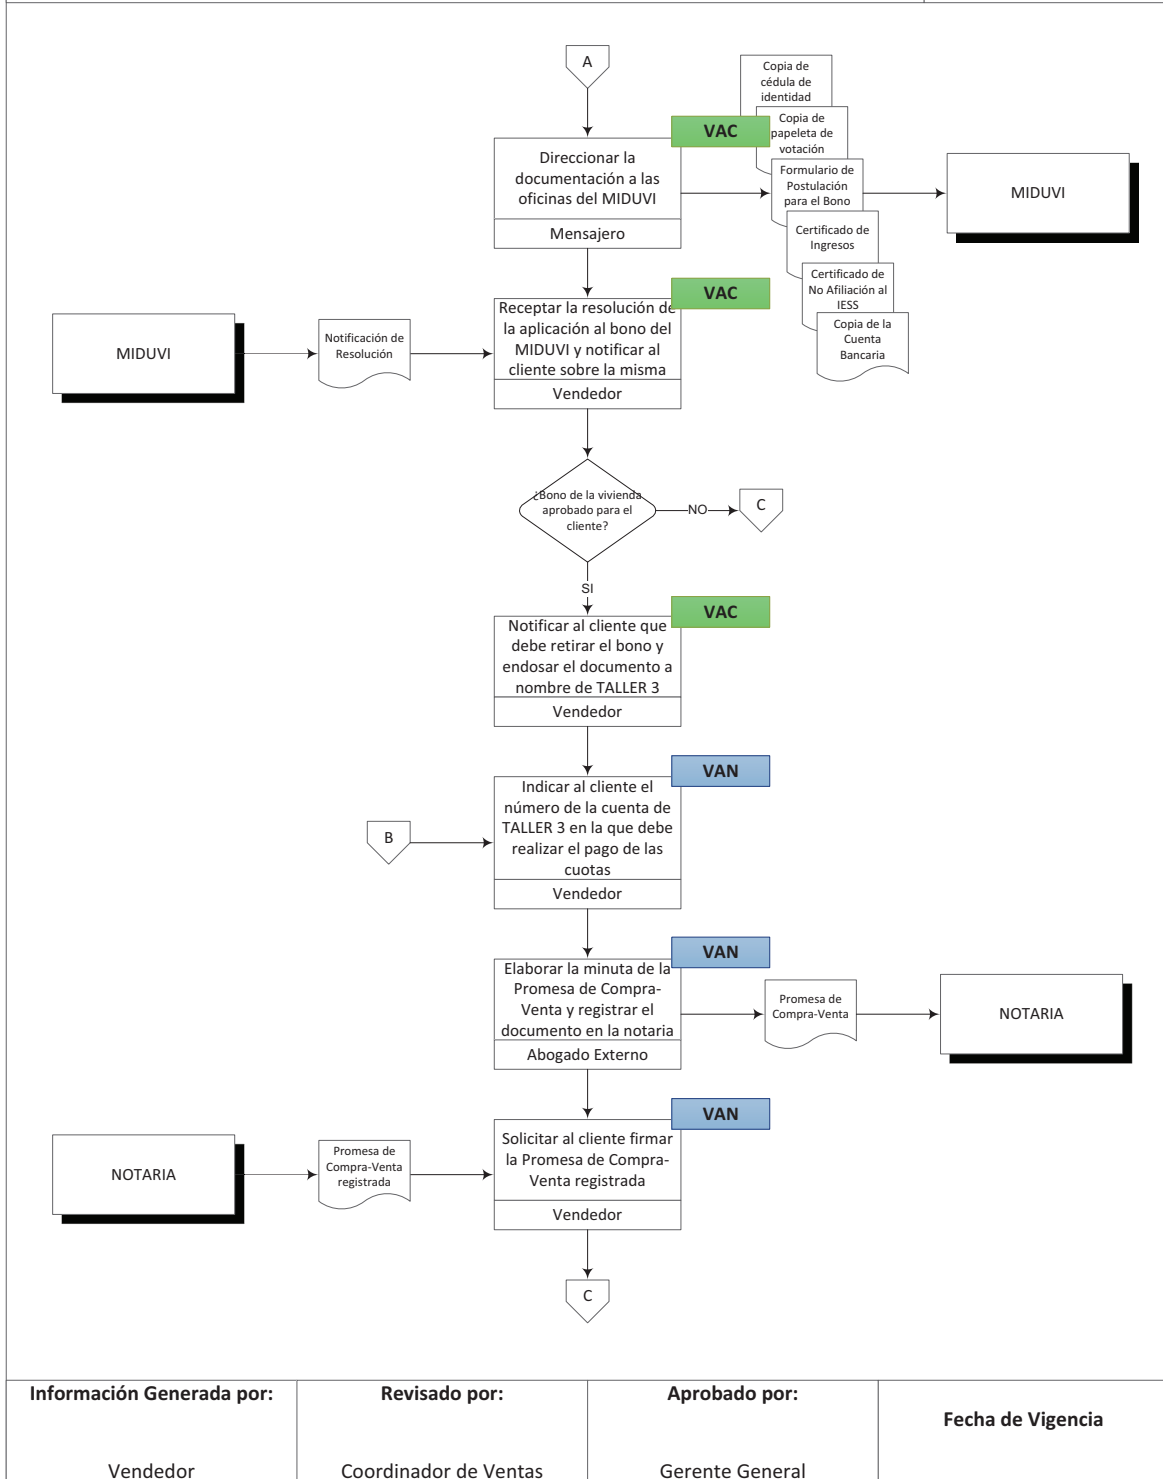 A
Copia de
cédula de
identidad
VAC
Copia de
papeleta de
votación
Direccionar la
documentación a las
oficinas del MIDUVI
Mensajero
Formulario de
Postulación
para el Bono
MIDUVI
Certificado de
Ingresos
Certificado de
No Afiliación al
IESS
Copia de la
Cuenta
Bancaria
VAC
MIDUVI
Notificación de
Resolución
Receptar la resolución de
la aplicación al bono del
MIDUVI y notificar al
cliente sobre la misma
Vendedor
¿Bono de la vivienda
aprobado para el
cliente?
NO
C
SI
VAC
Notificar al cliente que
debe retirar el bono y
endosar el documento a
nombre de TALLER 3
Vendedor
VAN
B
Indicar al cliente el
número de la cuenta de
TALLER 3 en la que debe
realizar el pago de las
cuotas
Vendedor
VAN
Elaborar la minuta de la
Promesa de Compra-
Venta y registrar el
documento en la notaria
Abogado Externo
Promesa de
Compra-Venta
NOTARIA
VAN
NOTARIA
Promesa de
Compra-Venta
registrada
Solicitar al cliente firmar
la Promesa de Compra-
Venta registrada
Vendedor
C
Información Generada por:
Revisado por:
Aprobado por:
Fecha de Vigencia
Vendedor
Coordinador de Ventas
Gerente General